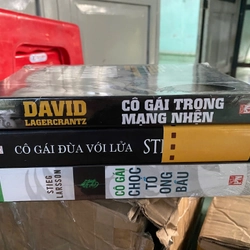 DAVID
LAGERCRANTZ
CÔ GÁI TRONG
MẠNG NHỆN
CÔ GÁI ĐÙA VỚI LỬA
STI
STIEG
LARSSON
CÔ GÁI
CHỌC
TỔ
ONG
BẦU